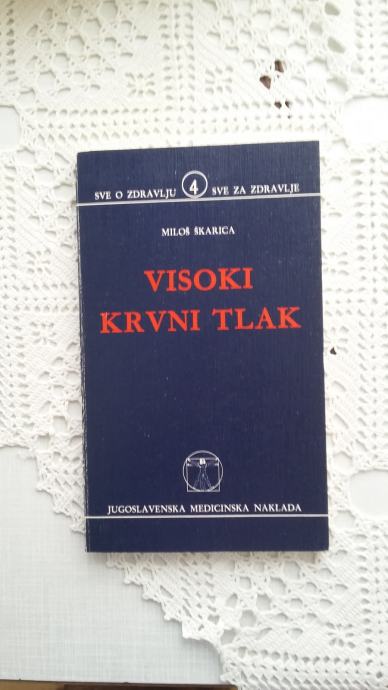 SVE O ZDRAVLJU 4 SVE ZA ZDRAVLJE
MILOŠ ŠKARICA
VISOKI
KRVNI TLAK
JUGOSLAVENSKA MEDICINSKA NAKLADA